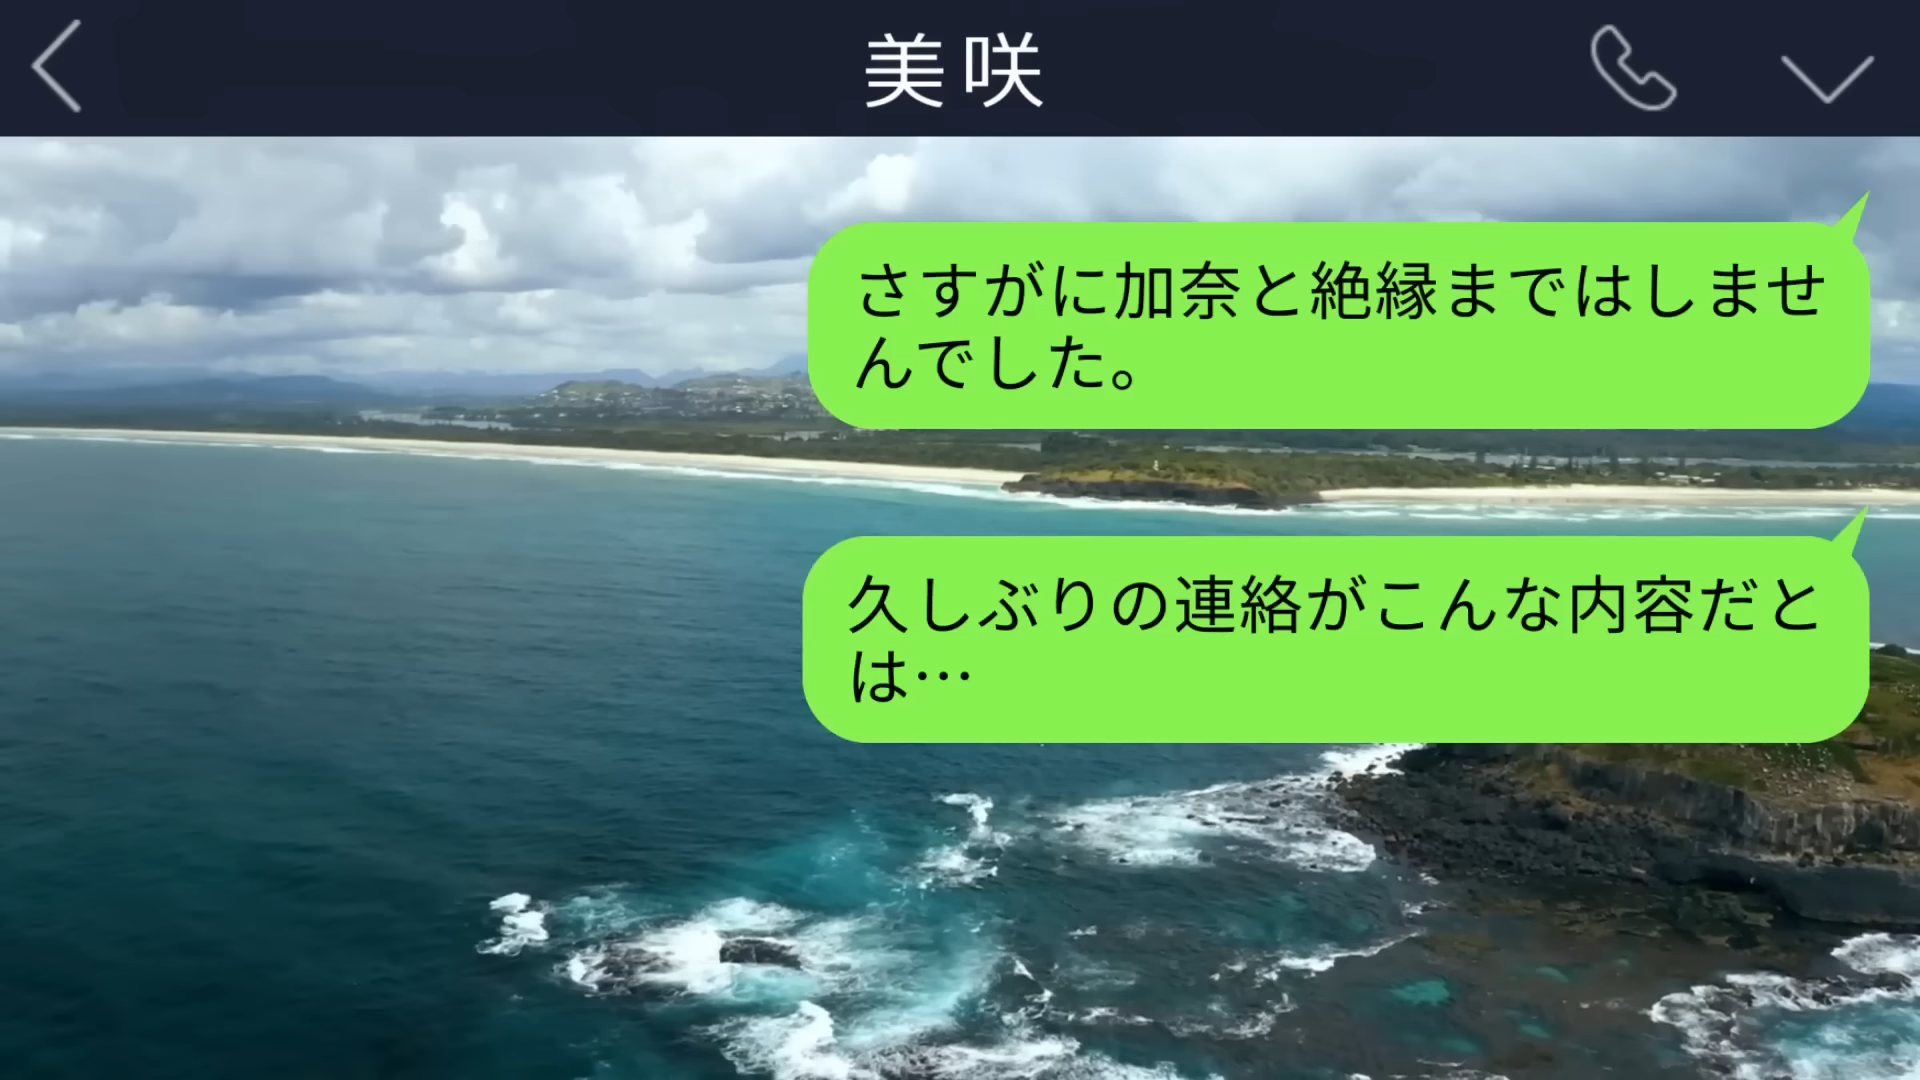 美咲
さすがに加奈と絶縁まではしませ
んでした。
久しぶりの連絡がこんな内容だと
は…